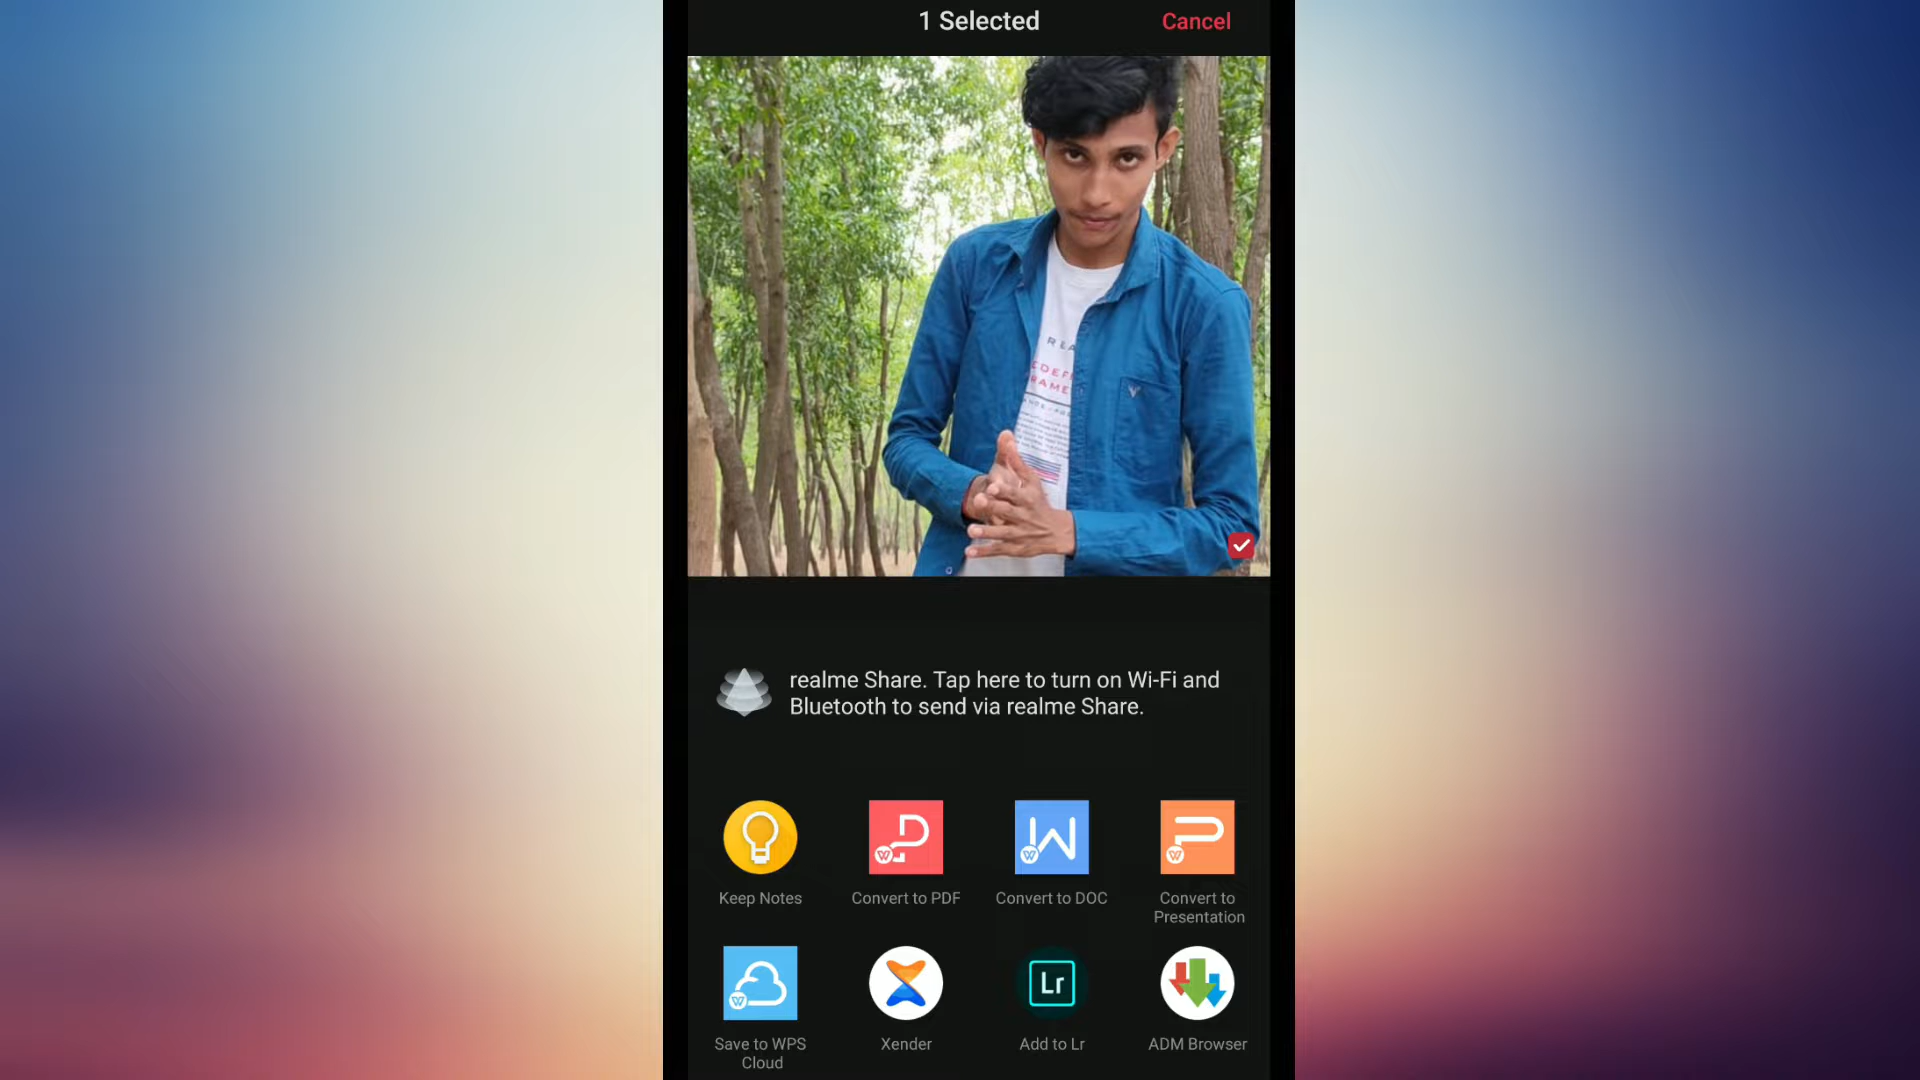 1 Selected
Cancel
REA
realme Share. Tap here to turn on Wi-Fi and
Bluetooth to send via realme Share.
Keep Notes
Convert to PDF
Convert to DOC
Convert to
Presentation
Save to WPS
Cloud
Xender
Lr
Add to Lr
ADM Browser